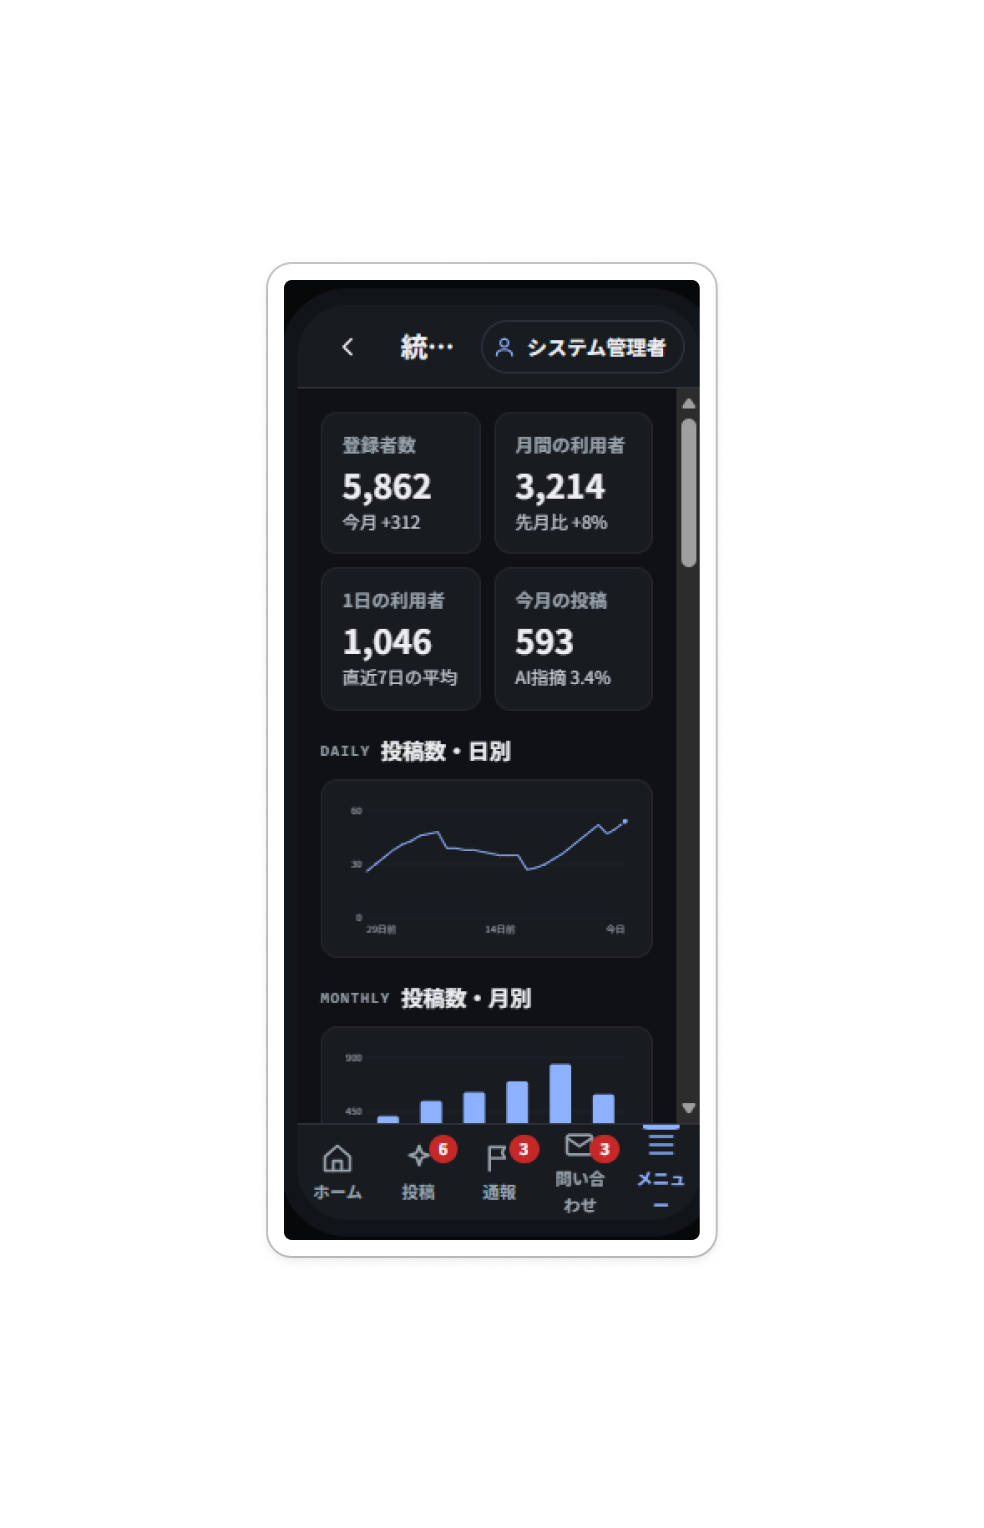 統… システム管理者
登録者数
5,862
今月 +312
月間の利用者
3,214
先月比 +8%
1日の利用者
1,046
直近7日の平均
今月の投稿
593
AI指摘 3.4%
DAILY 投稿数・日別
60
30
0
29日前 14日前 今日
MONTHLY 投稿数・月別
900
450
ホーム
6
投稿
3
通報
3
問い合
わせ
メニュ
ー